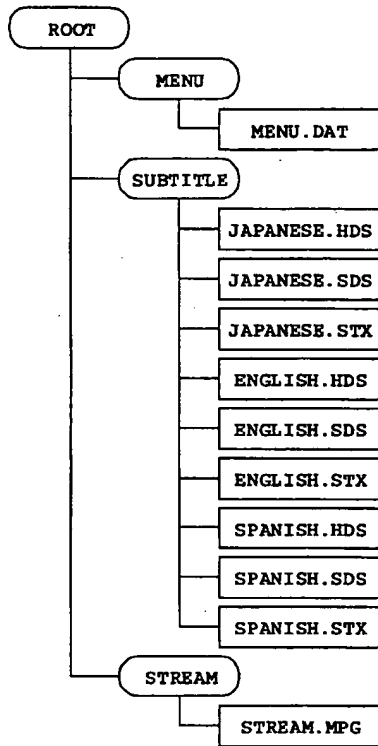 ROOT
MENU
MENU.DAT
SUBTITLE
JAPANESE.HDS
JAPANESE.SDS
JAPANESE.STX
ENGLISH.HDS
ENGLISH.SDS
ENGLISH.STX
SPANISH.HDS
SPANISH.SDS
SPANISH.STX
STREAM
STREAM.MPG